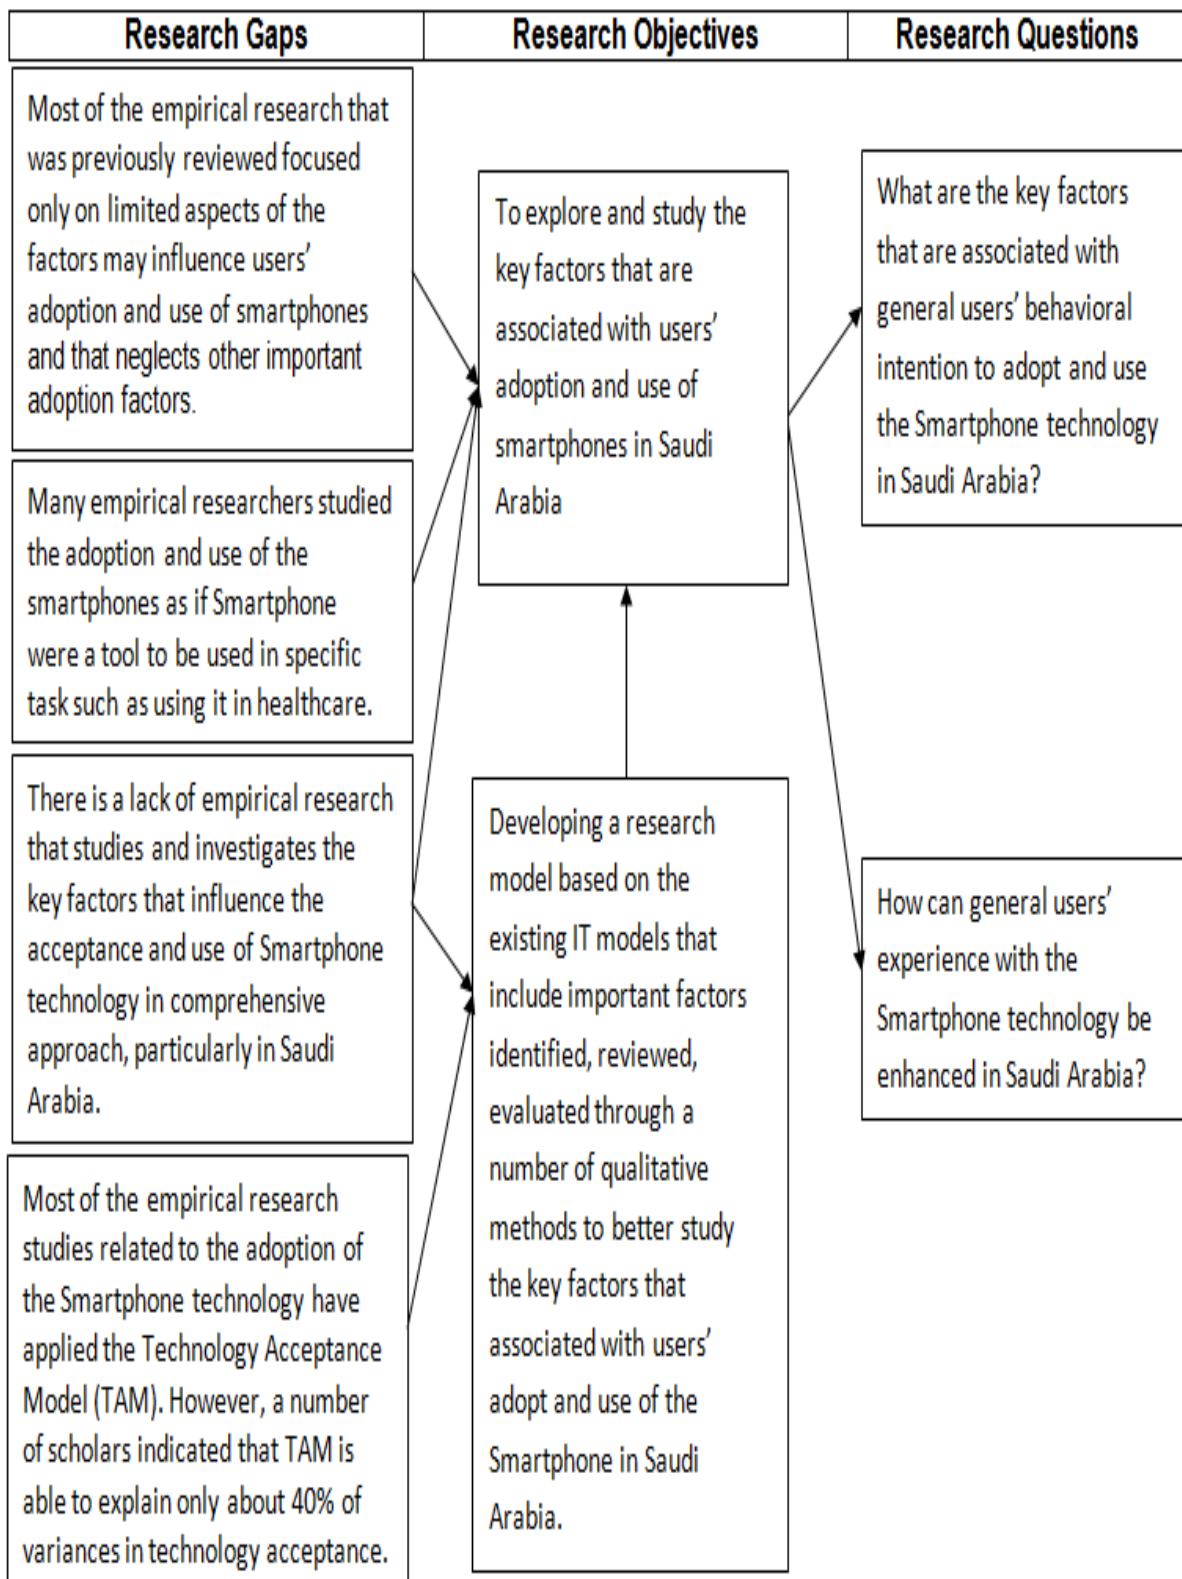 Research Gaps
Research Objectives
Research Questions
Most of the empirical research that
was previously reviewed focused
only on limited aspects of the
factors may influence users’
adoption and use of smartphones
and that neglects other important
adoption factors.
Many empirical researchers studied
the adoption and use of the
smartphones as if Smartphone
were a tool to be used in specific
task such as using it in healthcare.
There is a lack of empirical research
that studies and investigates the
key factors that influence the
acceptance and use of Smartphone
technology in comprehensive
approach, particularly in Saudi
Arabia.
Most of the empirical research
studies related to the adoption of
the Smartphone technology have
applied the Technology Acceptance
Model (TAM). However, a number
of scholars indicated that TAM is
able to explain only about 40% of
variances in technology acceptance.
To explore and study the
key factors that are
associated with users’
adoption and use of
smartphones in Saudi
Arabia
Developing a research
model based on the
existing IT models that
include important factors
identified, reviewed,
evaluated through a
number of qualitative
methods to better study
the key factors that
associated with users’
adopt and use of the
Smartphone in Saudi
Arabia.
What are the key factors
that are associated with
general users’ behavioral
intention to adopt and use
the Smartphone technology
in Saudi Arabia?
How can general users’
experience with the
Smartphone technology be
enhanced in Saudi Arabia?